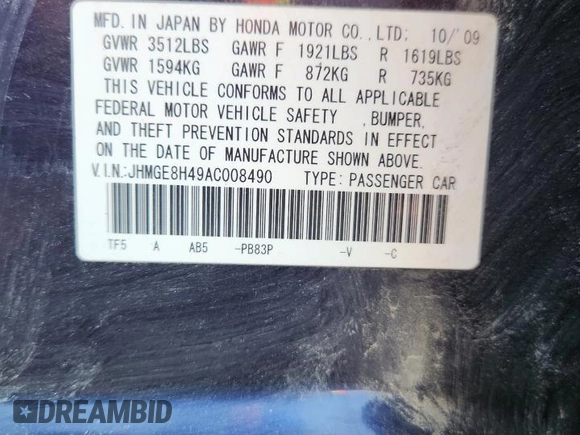 MFD. IN JAPAN BY HONDA MOTOR CO., LTD: 10/'09
GVWR 3512LBS GAWR F 1921LBS R 1619LBS
GVWR 1594KG GAWR F 872KG R 735KG
THIS VEHICLE CONFORMS TO ALL APPLICABLE
FEDERAL MOTOR VEHICLE SAFETY , BUMPER,
AND THEFT PREVENTION STANDARDS IN EFFECT
ON THE DATE OF MANUFACTURE SHOWN ABOVE.
V.I.N.:JHMGE8H49AC008490 TYPE: PASSENGER CAR
TF5 A AB5 -PB83P -V -C
DREAMBID